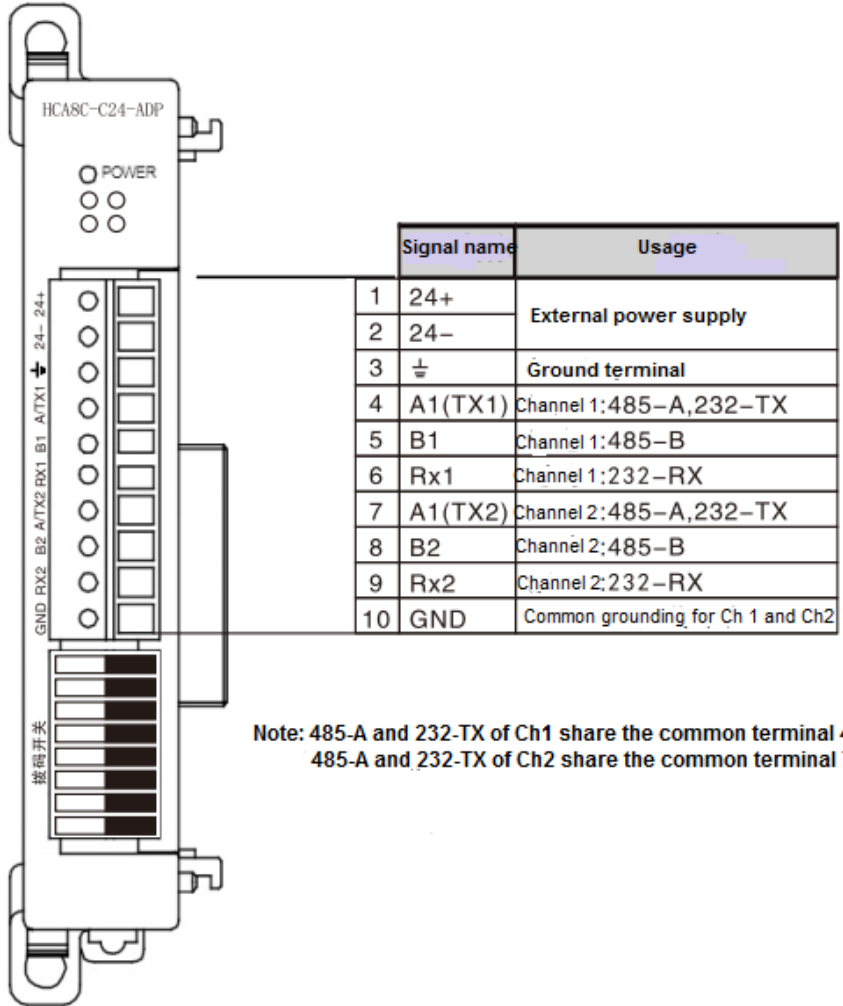 HCA8C-C24-ADP
POWER
24+
24-
A/TX1
B1
RX1
A/TX2
B2
RX2
GND
拨码开关
Signal name Usage
1 24+ External power supply
2 24-
3 Ground terminal
4 A1(TX1) Channel 1:485-A,232-TX
5 B1 Channel 1:485-B
6 Rx1 Channel 1:232-RX
7 A1(TX2) Channel 2:485-A,232-TX
8 B2 Channel 2:485-B
9 Rx2 Channel 2:232-RX
10 GND Common grounding for Ch 1 and Ch2
Note: 485-A and 232-TX of Ch1 share the common terminal
485-A and 232-TX of Ch2 share the common terminal